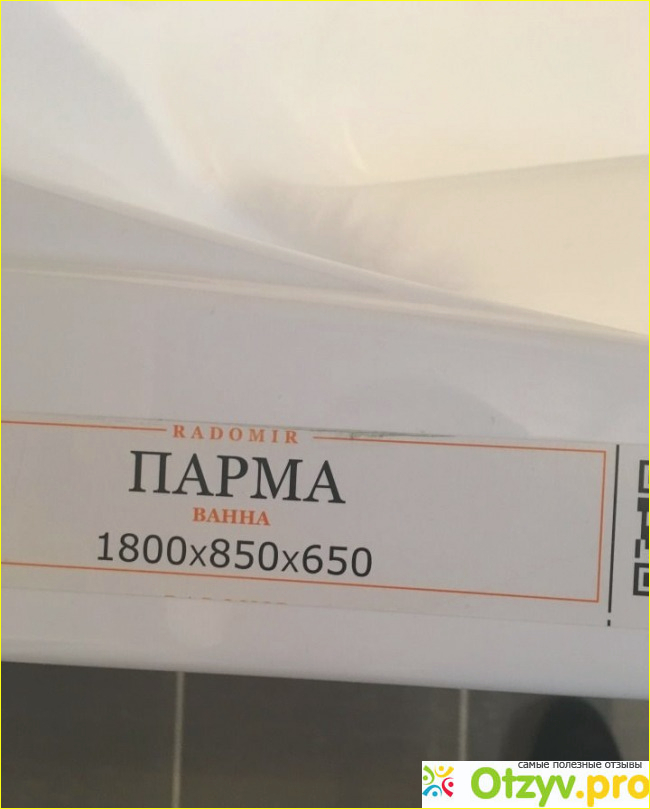 RADOMIR
ПАРМА
ВАННА
1800x850x650
самые полезные отзывы
Otzyv.pro